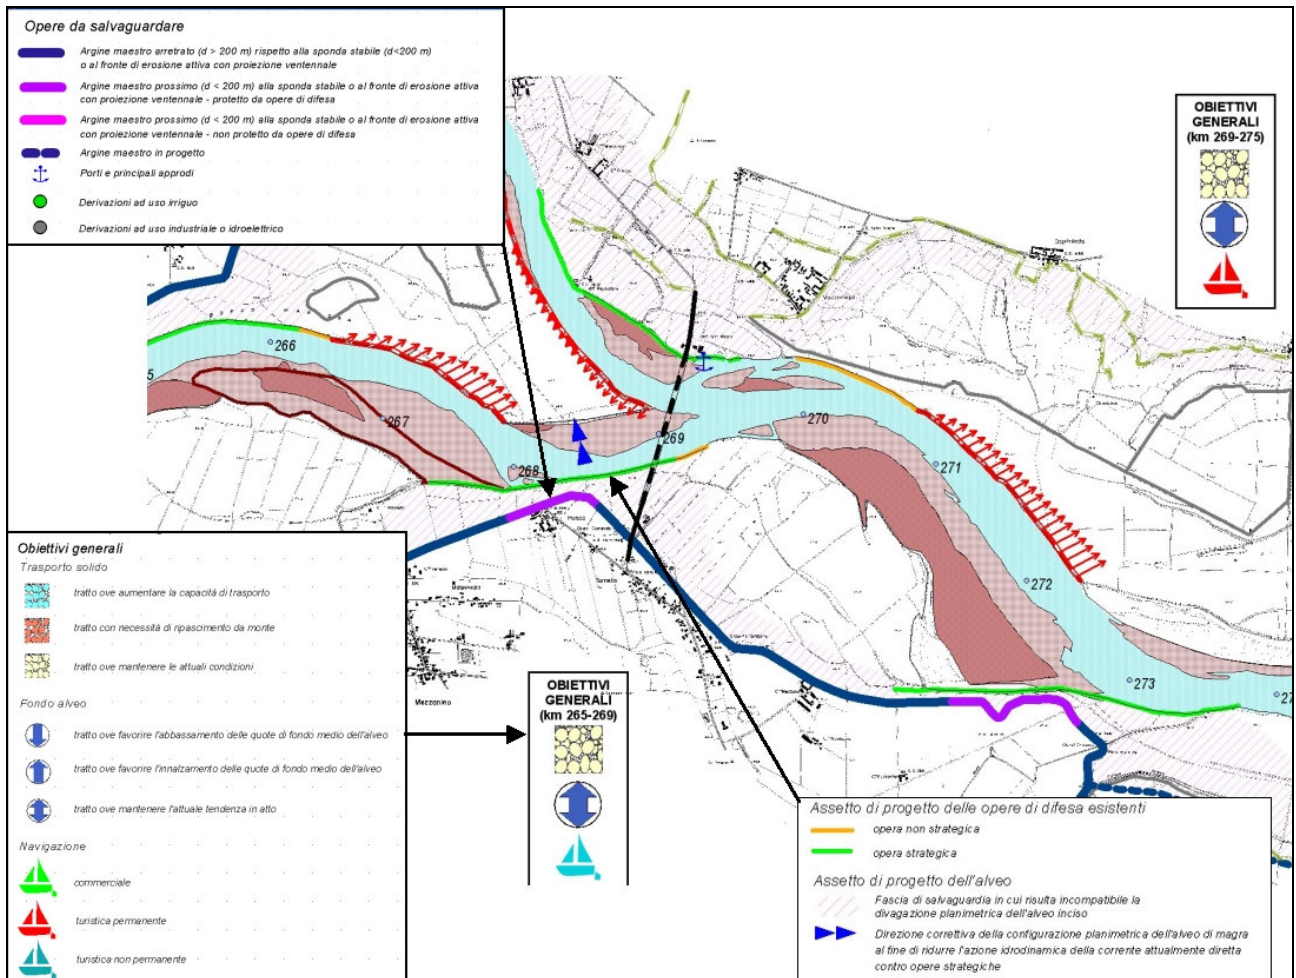 Opere da salvaguardare
Argine maestro arretrato (d > 200 m) rispetto alla sponda stabile (d<200 m)
o al fronte di erosione attiva con proiezione ventennale
Argine maestro prossimo (d < 200 m) alla sponda stabile o al fronte di erosione attiva
con proiezione ventennale - protetto da opere di difesa
Argine maestro prossimo (d < 200 m) alla sponda stabile o al fronte di erosione attiva
con proiezione ventennale - non protetto da opere di difesa
Argine maestro in progetto
Porti e principali approdi
Derivazioni ad uso irriguo
Derivazioni ad uso industriale o idroelettrico
OBIETTIVI
GENERALI
(km 269-275)
266
267
268
269
270
271
272
273
27
5
Mezzanino
Tornello
Obiettivi generali
Trasporto solido
tratto ove aumentare la capacità di trasporto
tratto con necessità di ripascimento da monte
tratto ove mantenere le attuali condizioni
Fondo alveo
tratto ove favorire l'abbassamento delle quote di fondo medio dell'alveo
tratto ove favorire l'innalzamento delle quote di fondo medio dell'alveo
tratto ove mantenere l'attuale tendenza in atto
Navigazione
commerciale
turistica permanente
turistica non permanente
OBIETTIVI
GENERALI
(km 265-269)
Assetto di progetto delle opere di difesa esistenti
opera non strategica
opera strategica
Assetto di progetto dell'alveo
Fascia di salvaguardia in cui risulta incompatibile la
divagazione planimetrica dell'alveo inciso
Direzione correttiva della configurazione planimetrica dell'alveo di magra
al fine di ridurre l'azione idrodinamica della corrente attualmente diretta
contro opere strategiche